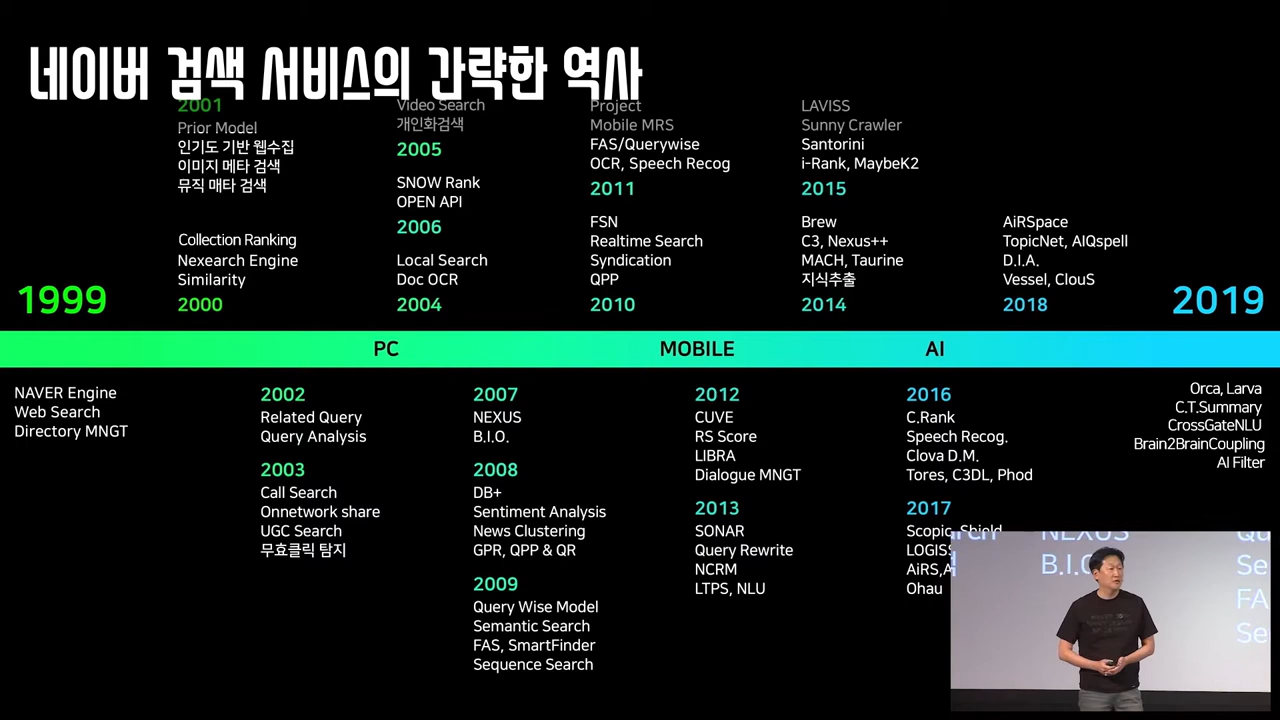 네이버 검색 서비스의 간략한 역사
2001
Prior Model
인기도 기반 웹수집
이미지 메타 검색
뮤직 메타 검색
Collection Ranking
Nexearch Engine
Similarity
2000
Video Search
개인화검색
2005
SNOW Rank
OPEN API
2006
Local Search
Doc OCR
2004
Project
Mobile MRS
FAS/Querywise
OCR, Speech Recog
2011
FSN
Realtime Search
Syndication
QPP
2010
LAVISS
Sunny Crawler
Santorini
i-Rank, MaybeK2
2015
Brew
C3, Nexus++
MACH, Taurine
지식추출
2014
AiRSpace
TopicNet, AIQspell
D.I.A.
Vessel, ClouS
2018
1999
2019
PC
MOBILE
AI
NAVER Engine
Web Search
Directory MNGT
2002
Related Query
Query Analysis
2003
Call Search
Onnetwork share
UGC Search
무효클릭 탐지
2007
NEXUS
B.I.O.
2008
DB+
Sentiment Analysis
News Clustering
GPR, QPP & QR
2009
Query Wise Model
Semantic Search
FAS, SmartFinder
Sequence Search
2012
CUVE
RS Score
LIBRA
Dialogue MNGT
2013
SONAR
Query Rewrite
NCRM
LTPS, NLU
2016
C.Rank
Speech Recog.
Clova D.M.
Tores, C3DL, Phod
2017
Scopic, Shield
LOGISS
AiRS,A
Ohau
Orca, Larva
C.T.Summary
CrossGateNLU
Brain2BrainCoupling
AI Filter
NEXUS
B.I.O
Qu
Se
FA
Se